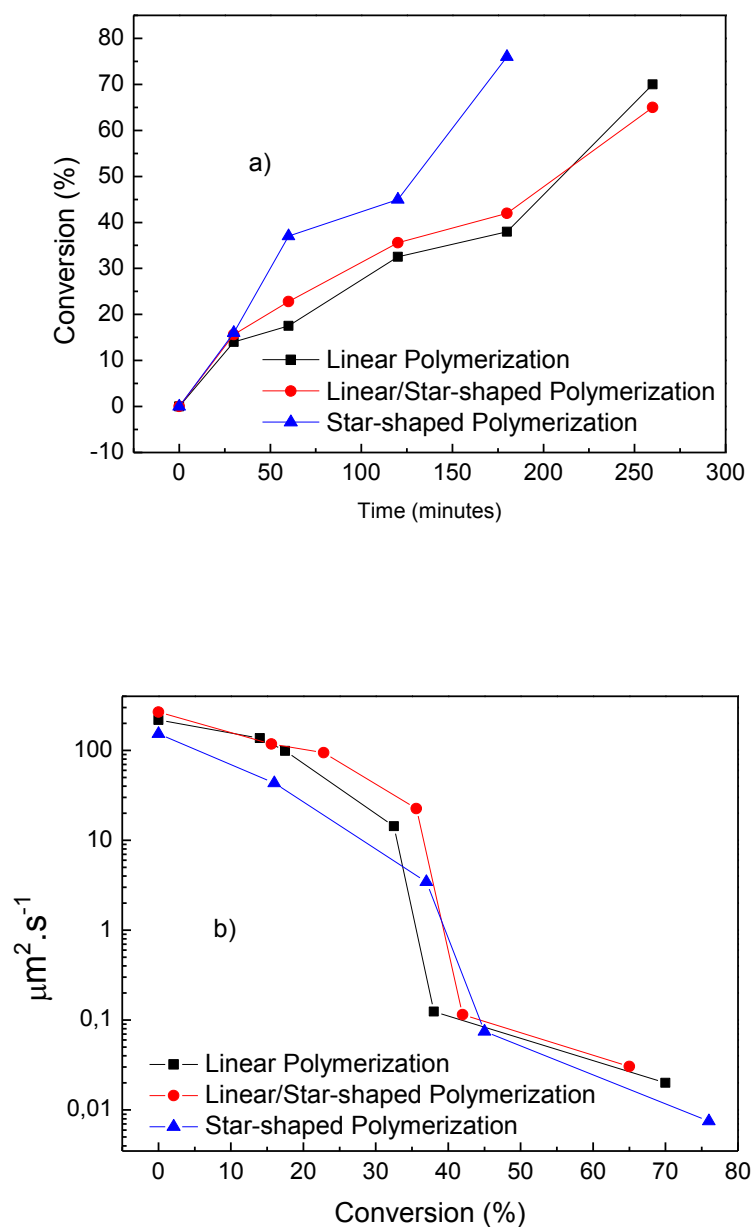 80
70
60
50
40
30
20
10
0
-10
Conversion (%)
a)
Linear Polymerization
Linear/Star-shaped Polymerization
Star-shaped Polymerization
0 50 100 150 200 250 300
Time (minutes)
100
10
1
0,1
0,01
μm².s⁻¹
b)
Linear Polymerization
Linear/Star-shaped Polymerization
Star-shaped Polymerization
0 10 20 30 40 50 60 70 80
Conversion (%)